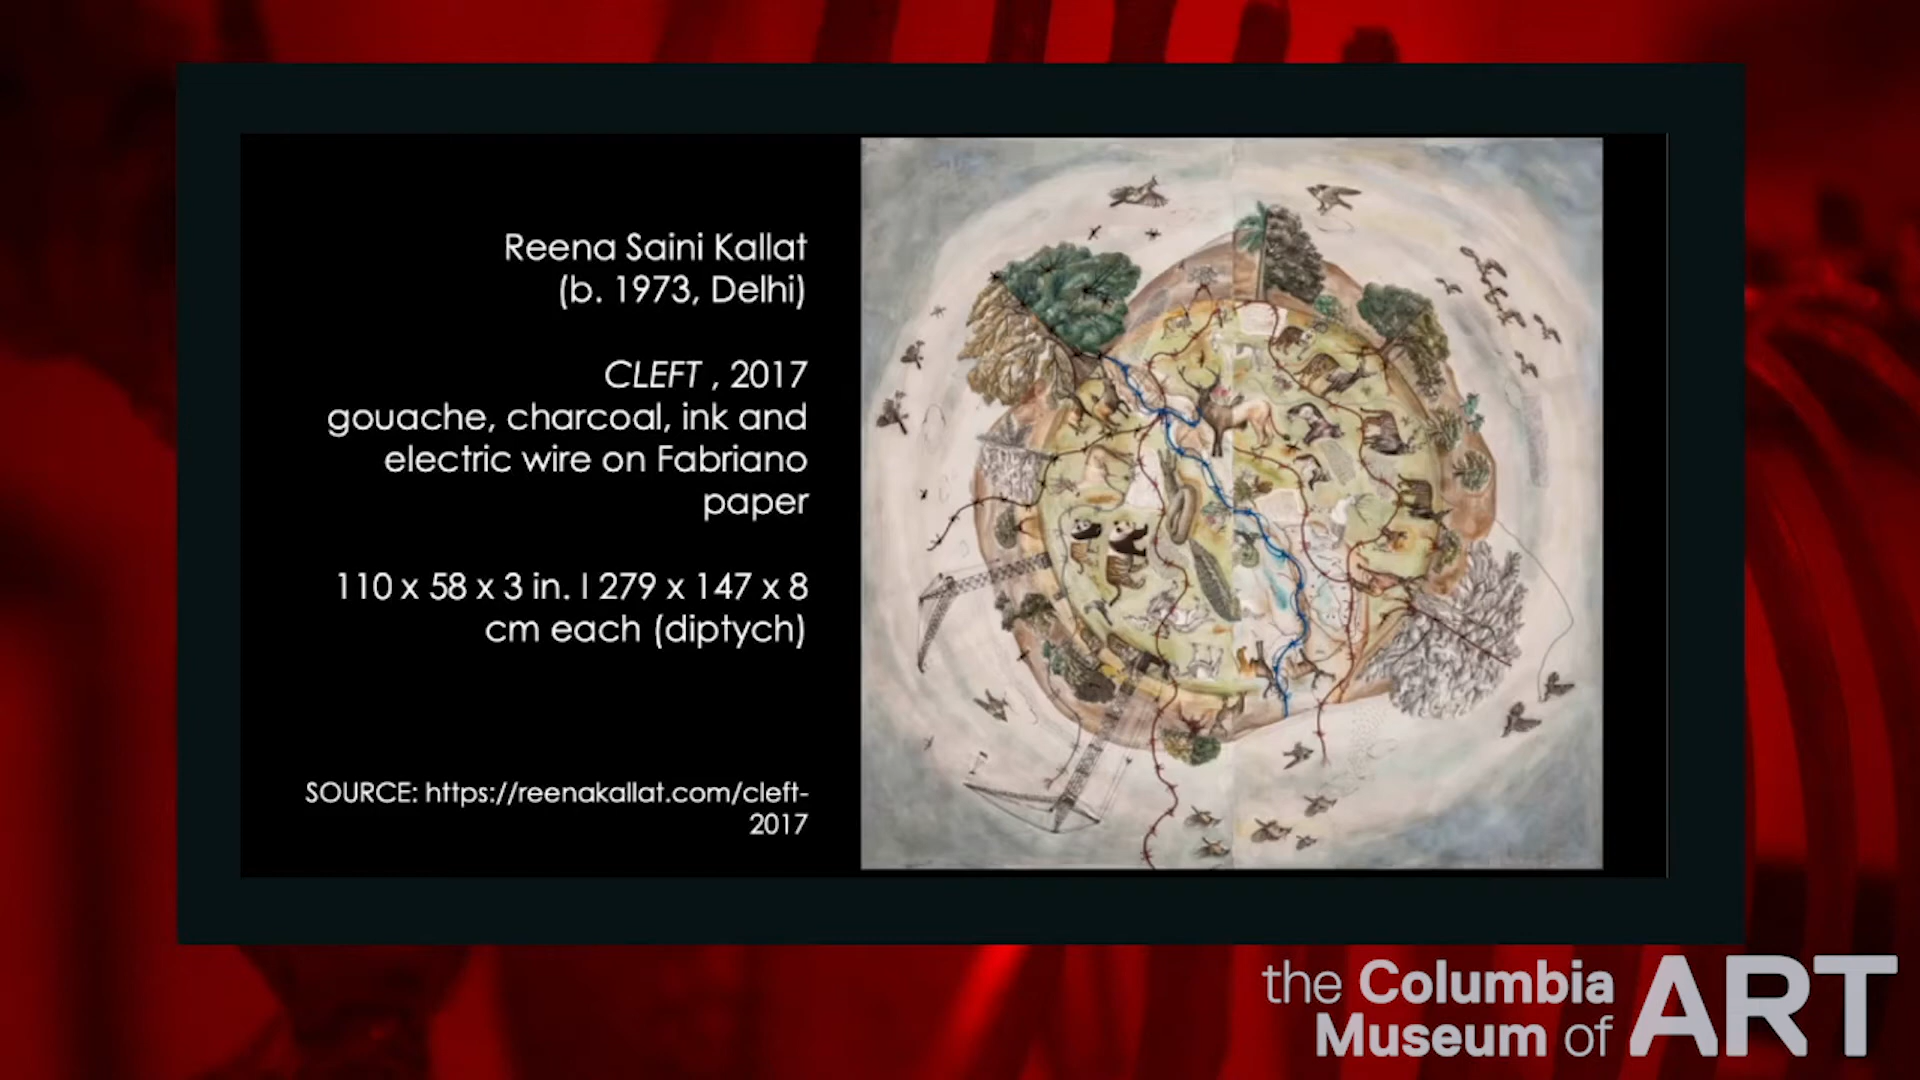 Reena Saini Kallat
(b. 1973, Delhi)
CLEFT , 2017
gouache, charcoal, ink and
electric wire on Fabriano
paper
110 x 58 x 3 in. I 279 x 147 x 8
cm each (diptych)
SOURCE: https://reenakallat.com/cleft-
2017
the Columbia
Museum of
ART